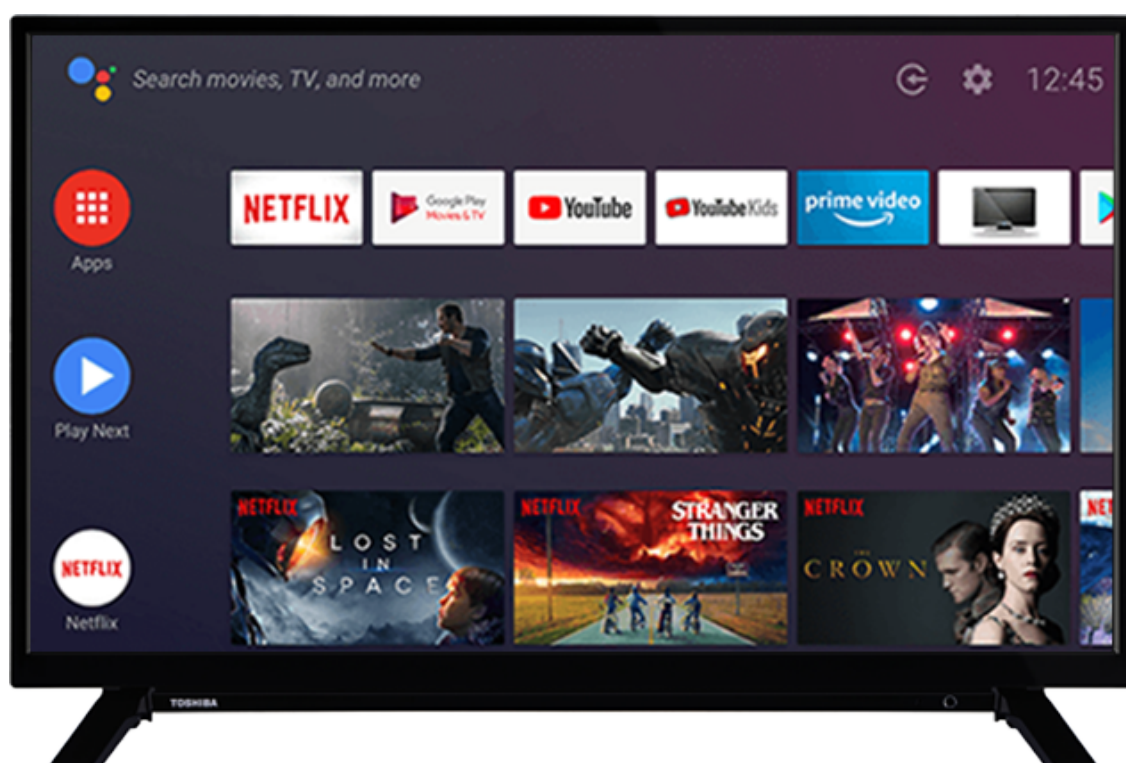 Search movies, TV, and more
12:45
NETFLIX
Google Play
Movies & TV
YouTube
YouTube Kids
prime video
Apps
Play Next
NETFLIX
LOST
IN
SPACE
NETFLIX
STRANGER
THINGS
NETFLIX
THE
CROWN
NET
NETFLIX
Netflix
TOSHIBA